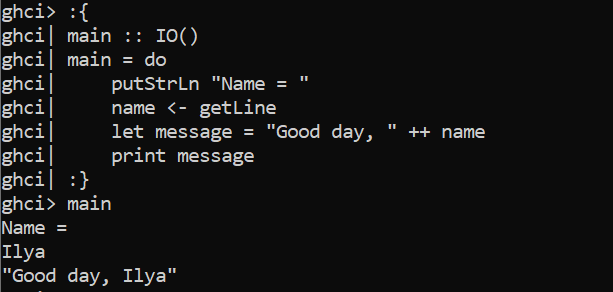 ghci> :{
ghci| main :: IO()
ghci| main = do
ghci|     putStrLn "Name = "
ghci|     name <- getLine
ghci|     let message = "Good day, " ++ name
ghci|     print message
ghci| :}
ghci> main
Name =
Ilya
"Good day, Ilya"